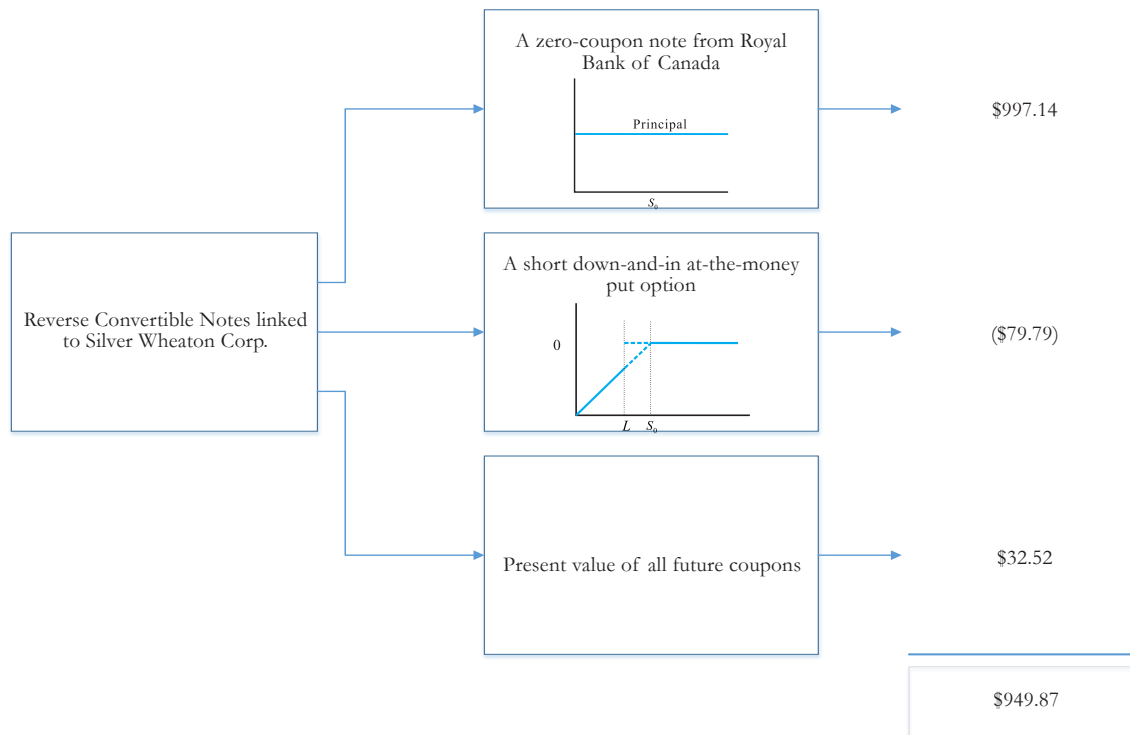 A zero-coupon note from Royal
Bank of Canada
Principal
S₀
$997.14
Reverse Convertible Notes linked
to Silver Wheaton Corp.
A short down-and-in at-the-money
put option
0
L S₀
($79.79)
Present value of all future coupons
$32.52
$949.87